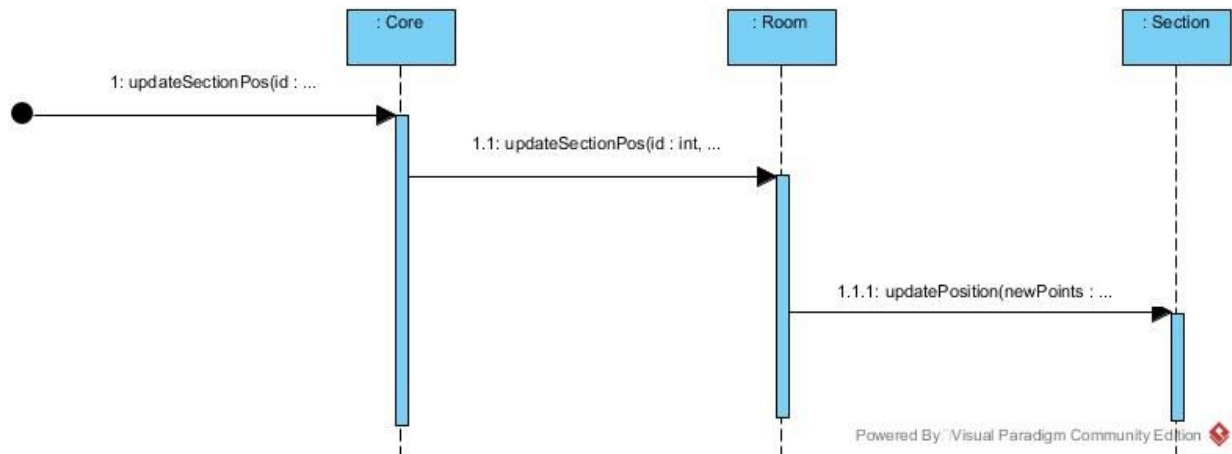 : Core
: Room
: Section
1: updateSectionPos(id : ...
1.1: updateSectionPos(id : int, ...
1.1.1: updatePosition(newPoints : ...
Powered By Visual Paradigm Community Edition